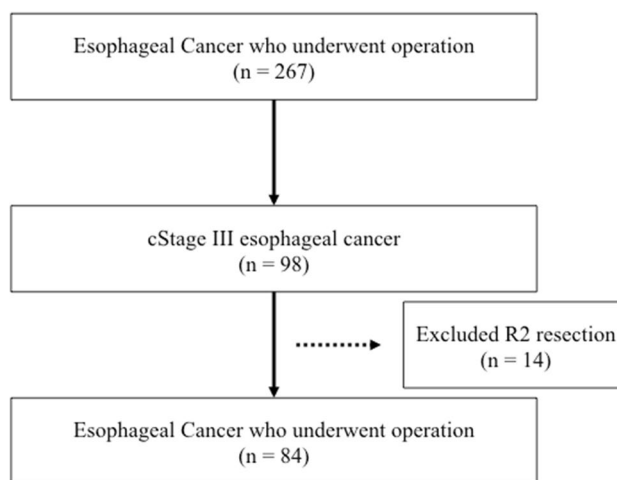 Esophageal Cancer who underwent operation
(n = 267)
cStage III esophageal cancer
(n = 98)
Excluded R2 resection
(n = 14)
Esophageal Cancer who underwent operation
(n = 84)